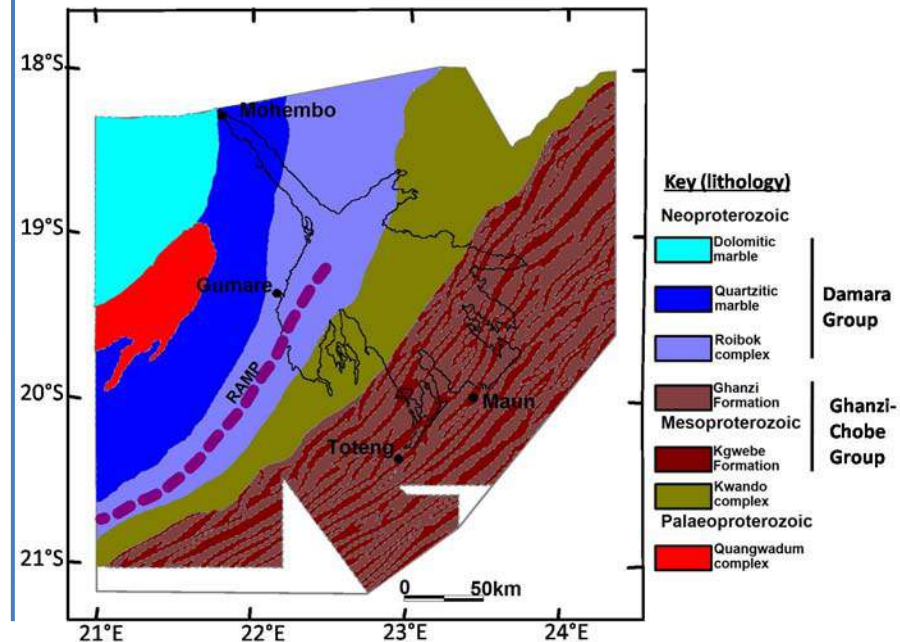 18°S
19°S
20°S
21°S
21°E
22°E
23°E
24°E
Mohembo
Gumare
RAMP
Maun
Toteng
0 50km
Key (lithology)
Neoproterozoic
Dolomitic
marble
Quartzitic
marble
Roibok
complex
Damara
Group
Ghanzi
Formation
Mesoproterozoic
Kgwebe
Formation
Ghanzi-
Chobe
Group
Kwando
complex
Palaeoproterozoic
Quangwadum
complex